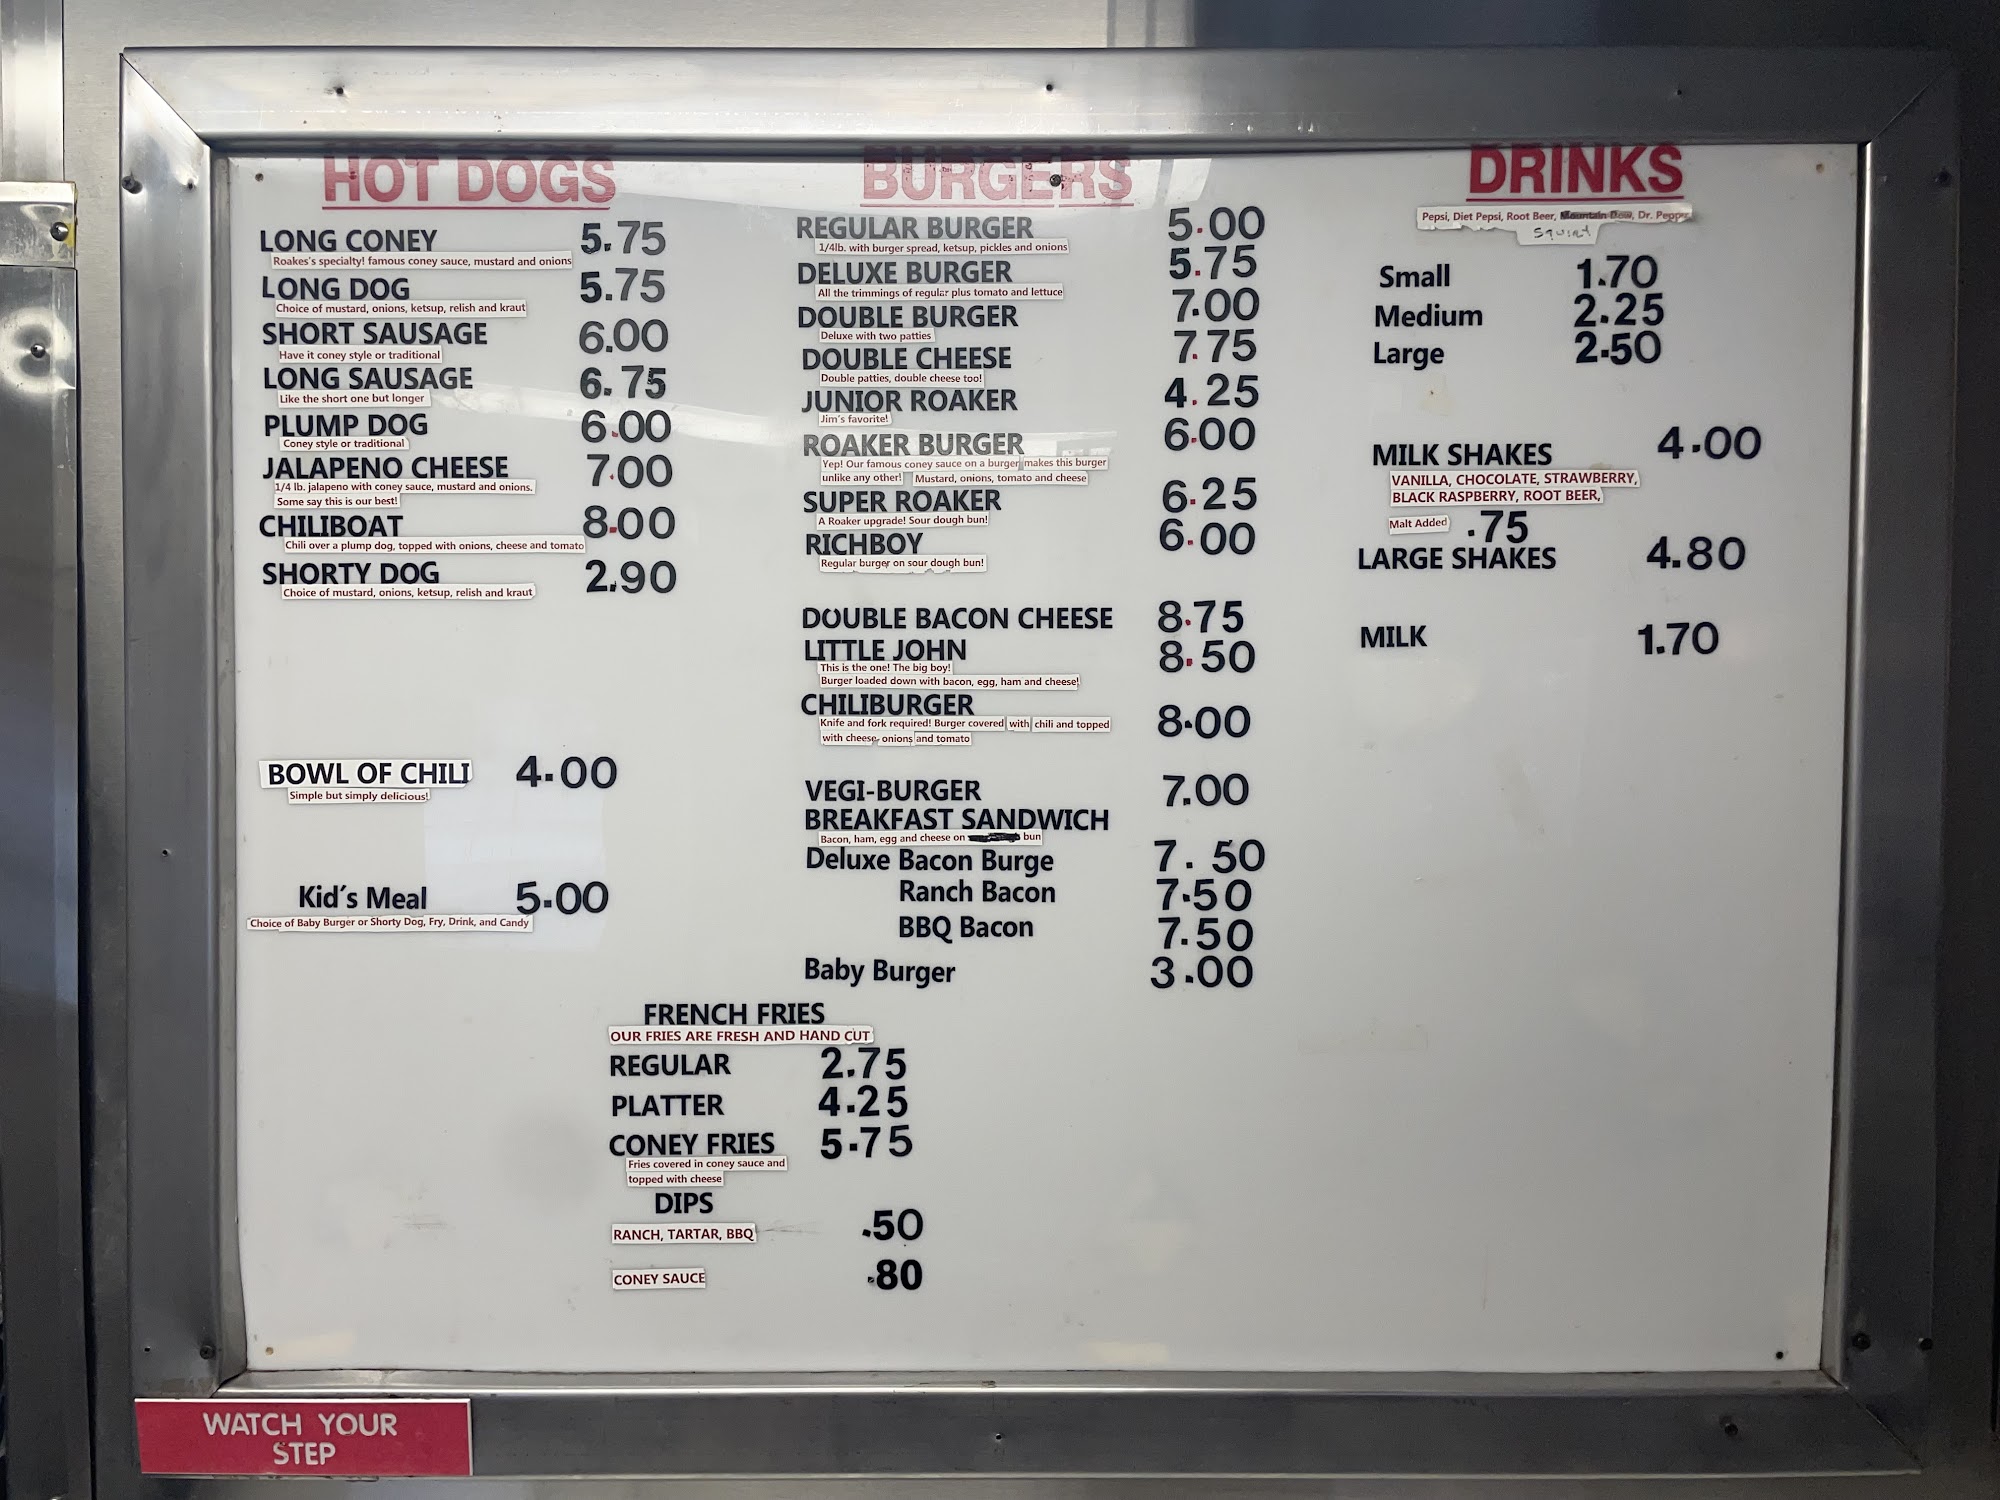 HOT DOGS
LONG CONEY 5.75
Roakes's specialty! famous coney sauce, mustard and onions
LONG DOG 5.75
Choice of mustard, onions, ketsup, relish and kraut
SHORT SAUSAGE 6.00
Have it coney style or traditional
LONG SAUSAGE 6.75
Like the short one but longer
PLUMP DOG 6.00
Coney style or traditional
JALAPENO CHEESE 7.00
1/4 lb. jalapeno with coney sauce, mustard and onions.
Some say this is our best!
CHILIBOAT 8.00
Chili over a plump dog, topped with onions, cheese and tomato
SHORTY DOG 2.90
Choice of mustard, onions, ketsup, relish and kraut
BOWL OF CHILI 4.00
Simple but simply delicious!
Kid's Meal 5.00
Choice of Baby Burger or Shorty Dog, Fry, Drink, and Candy
BURGERS
REGULAR BURGER 5.00
1/4lb. with burger spread, ketsup, pickles and onions
DELUXE BURGER 5.75
All the trimmings of regular plus tomato and lettuce
DOUBLE BURGER 7.00
Deluxe with two patties
DOUBLE CHEESE 7.75
Double patties, double cheese too!
JUNIOR ROAKER 4.25
Jim's favorite!
ROAKER BURGER 6.00
Yep! Our famous coney sauce on a burger makes this burger
unlike any other! Mustard, onions, tomato and cheese
SUPER ROAKER 6.25
A Roaker upgrade! Sour dough bun!
RICHBOY 6.00
Regular burger on sour dough bun!
DOUBLE BACON CHEESE 8.75
LITTLE JOHN 8.50
This is the one! The big boy!
Burger loaded down with bacon, egg, ham and cheese!
CHILIBURGER 8.00
Knife and fork required! Burger covered with chili and topped
with cheese, onions and tomato
VEGI-BURGER 7.00
BREAKFAST SANDWICH
Bacon, ham, egg and cheese on bun
Deluxe Bacon Burge 7.50
Ranch Bacon 7.50
BBQ Bacon 7.50
Baby Burger 3.00
FRENCH FRIES
OUR FRIES ARE FRESH AND HAND CUT
REGULAR 2.75
PLATTER 4.25
CONEY FRIES 5.75
Fries covered in coney sauce and
topped with cheese
DIPS
RANCH, TARTAR, BBQ .50
CONEY SAUCE .80
DRINKS
Pepsi, Diet Pepsi, Root Beer, Mountain Dew, Dr. Pepper
Squirt
Small 1.70
Medium 2.25
Large 2.50
MILK SHAKES 4.00
VANILLA, CHOCOLATE, STRAWBERRY,
BLACK RASPBERRY, ROOT BEER,
Malt Added .75
LARGE SHAKES 4.80
MILK 1.70
WATCH YOUR
STEP